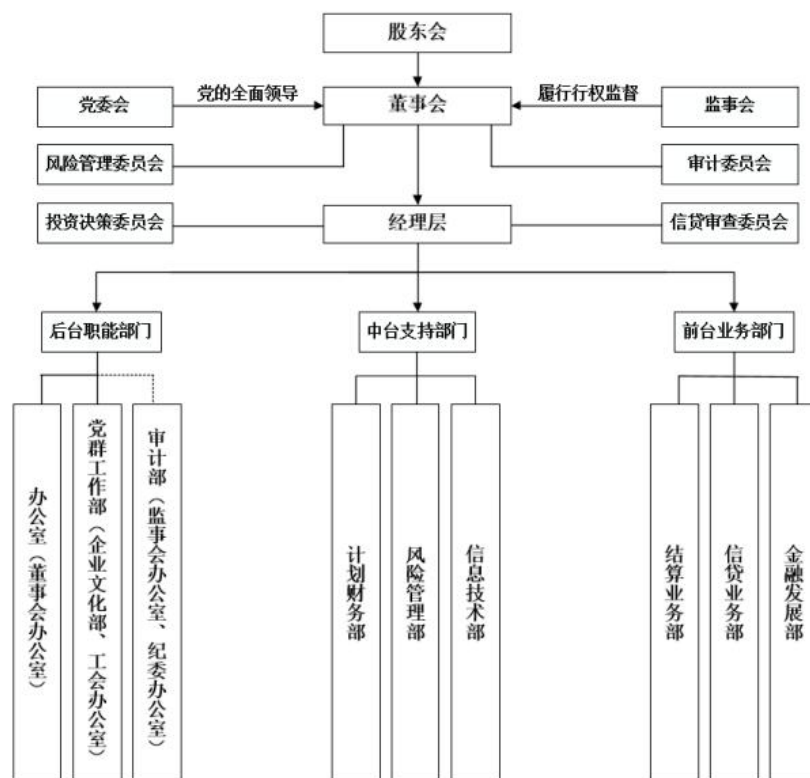 股东会
党委会
党的全面领导
董事会
履行行权监督
监事会
风险管理委员会
审计委员会
投资决策委员会
经理层
信贷审查委员会
后台职能部门
中台支持部门
前台业务部门
办公室（董事会办公室）
党群工作部（企业文化部、工会办公室）
审计部（监事会办公室、纪委办公室）
计划财务部
风险管理部
信息技术部
结算业务部
信贷业务部
金融发展部